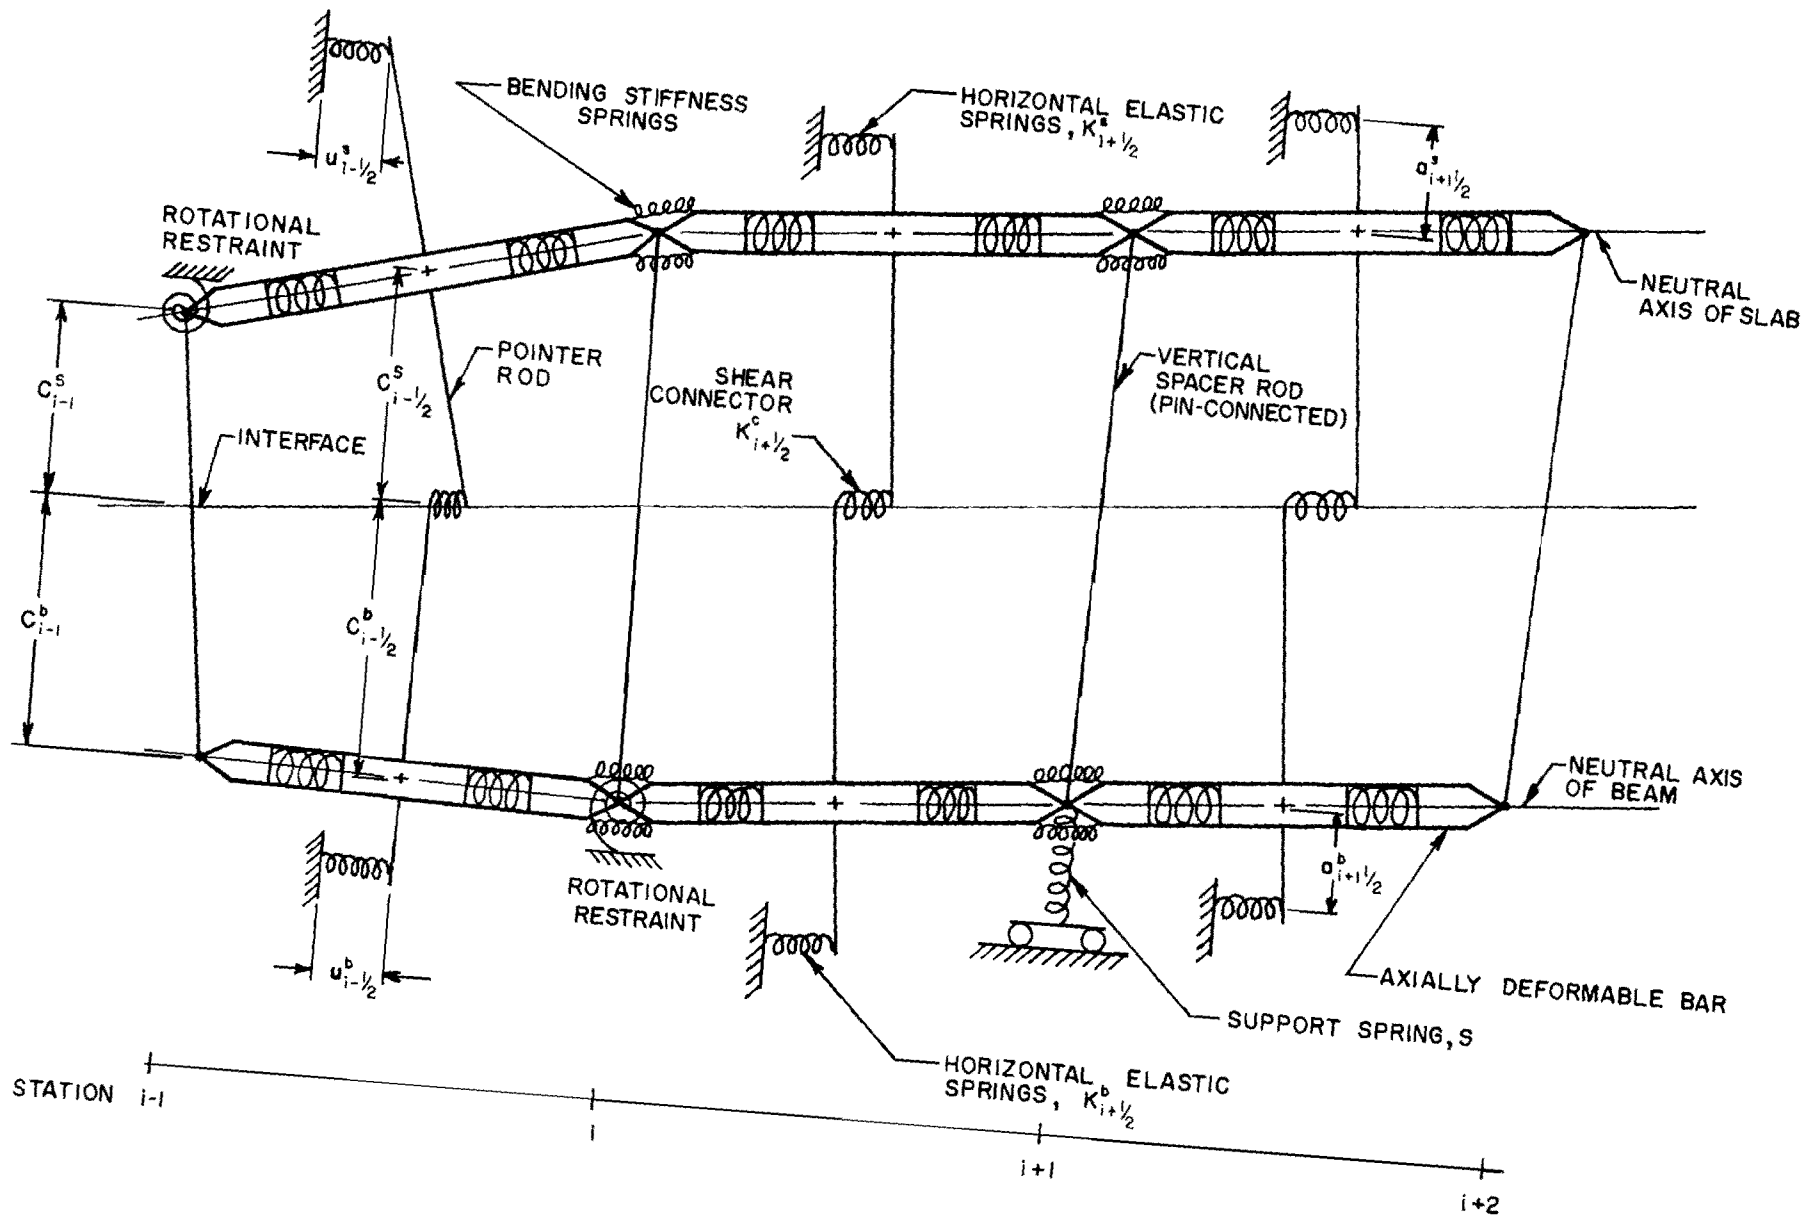 BENDING STIFFNESS
SPRINGS
HORIZONTAL ELASTIC
SPRINGS, K^s_{i+1/2}
u^s_{i-1/2}
a^s_{i+1 1/2}
ROTATIONAL
RESTRAINT
NEUTRAL
AXIS OF SLAB
C^s_{i-1}
C^s_{i-1/2}
POINTER
ROD
SHEAR
CONNECTOR
K^c_{i+1/2}
VERTICAL
SPACER ROD
(PIN-CONNECTED)
INTERFACE
C^b_{i-1}
C^b_{i-1/2}
NEUTRAL AXIS
OF BEAM
a^b_{i+1 1/2}
ROTATIONAL
RESTRAINT
u^b_{i-1/2}
AXIALLY DEFORMABLE BAR
SUPPORT SPRING, S
HORIZONTAL ELASTIC
SPRINGS, K^b_{i+1/2}
STATION i-1
i
i+1
i+2